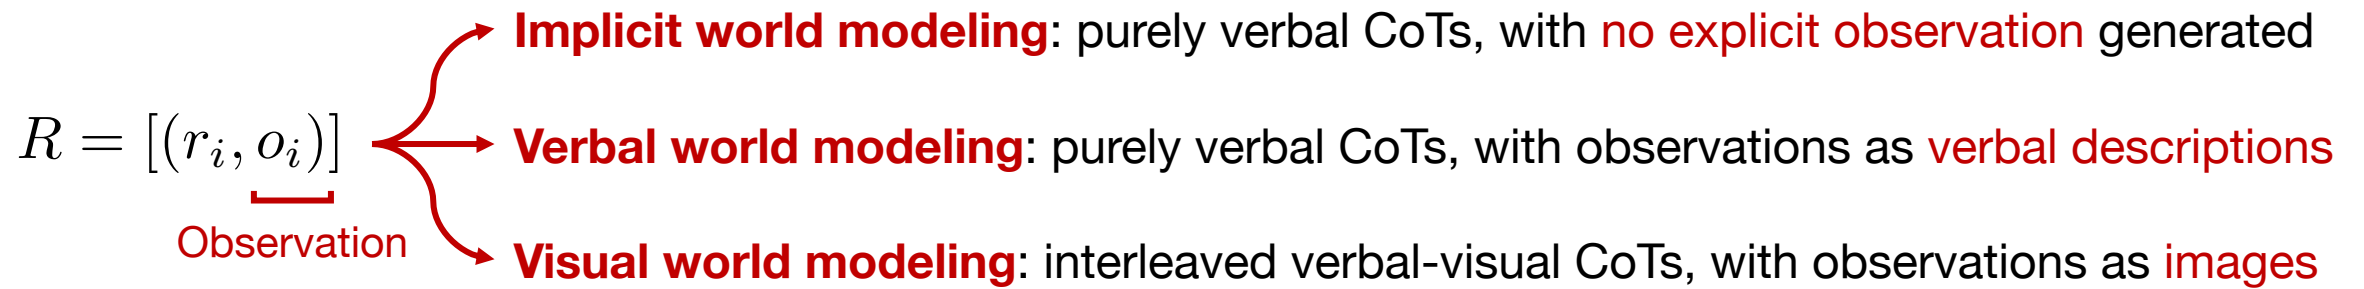 Implicit world modeling: purely verbal CoTs, with no explicit observation generated
R = [(r_i, o_i)]
Verbal world modeling: purely verbal CoTs, with observations as verbal descriptions
Observation
Visual world modeling: interleaved verbal-visual CoTs, with observations as images